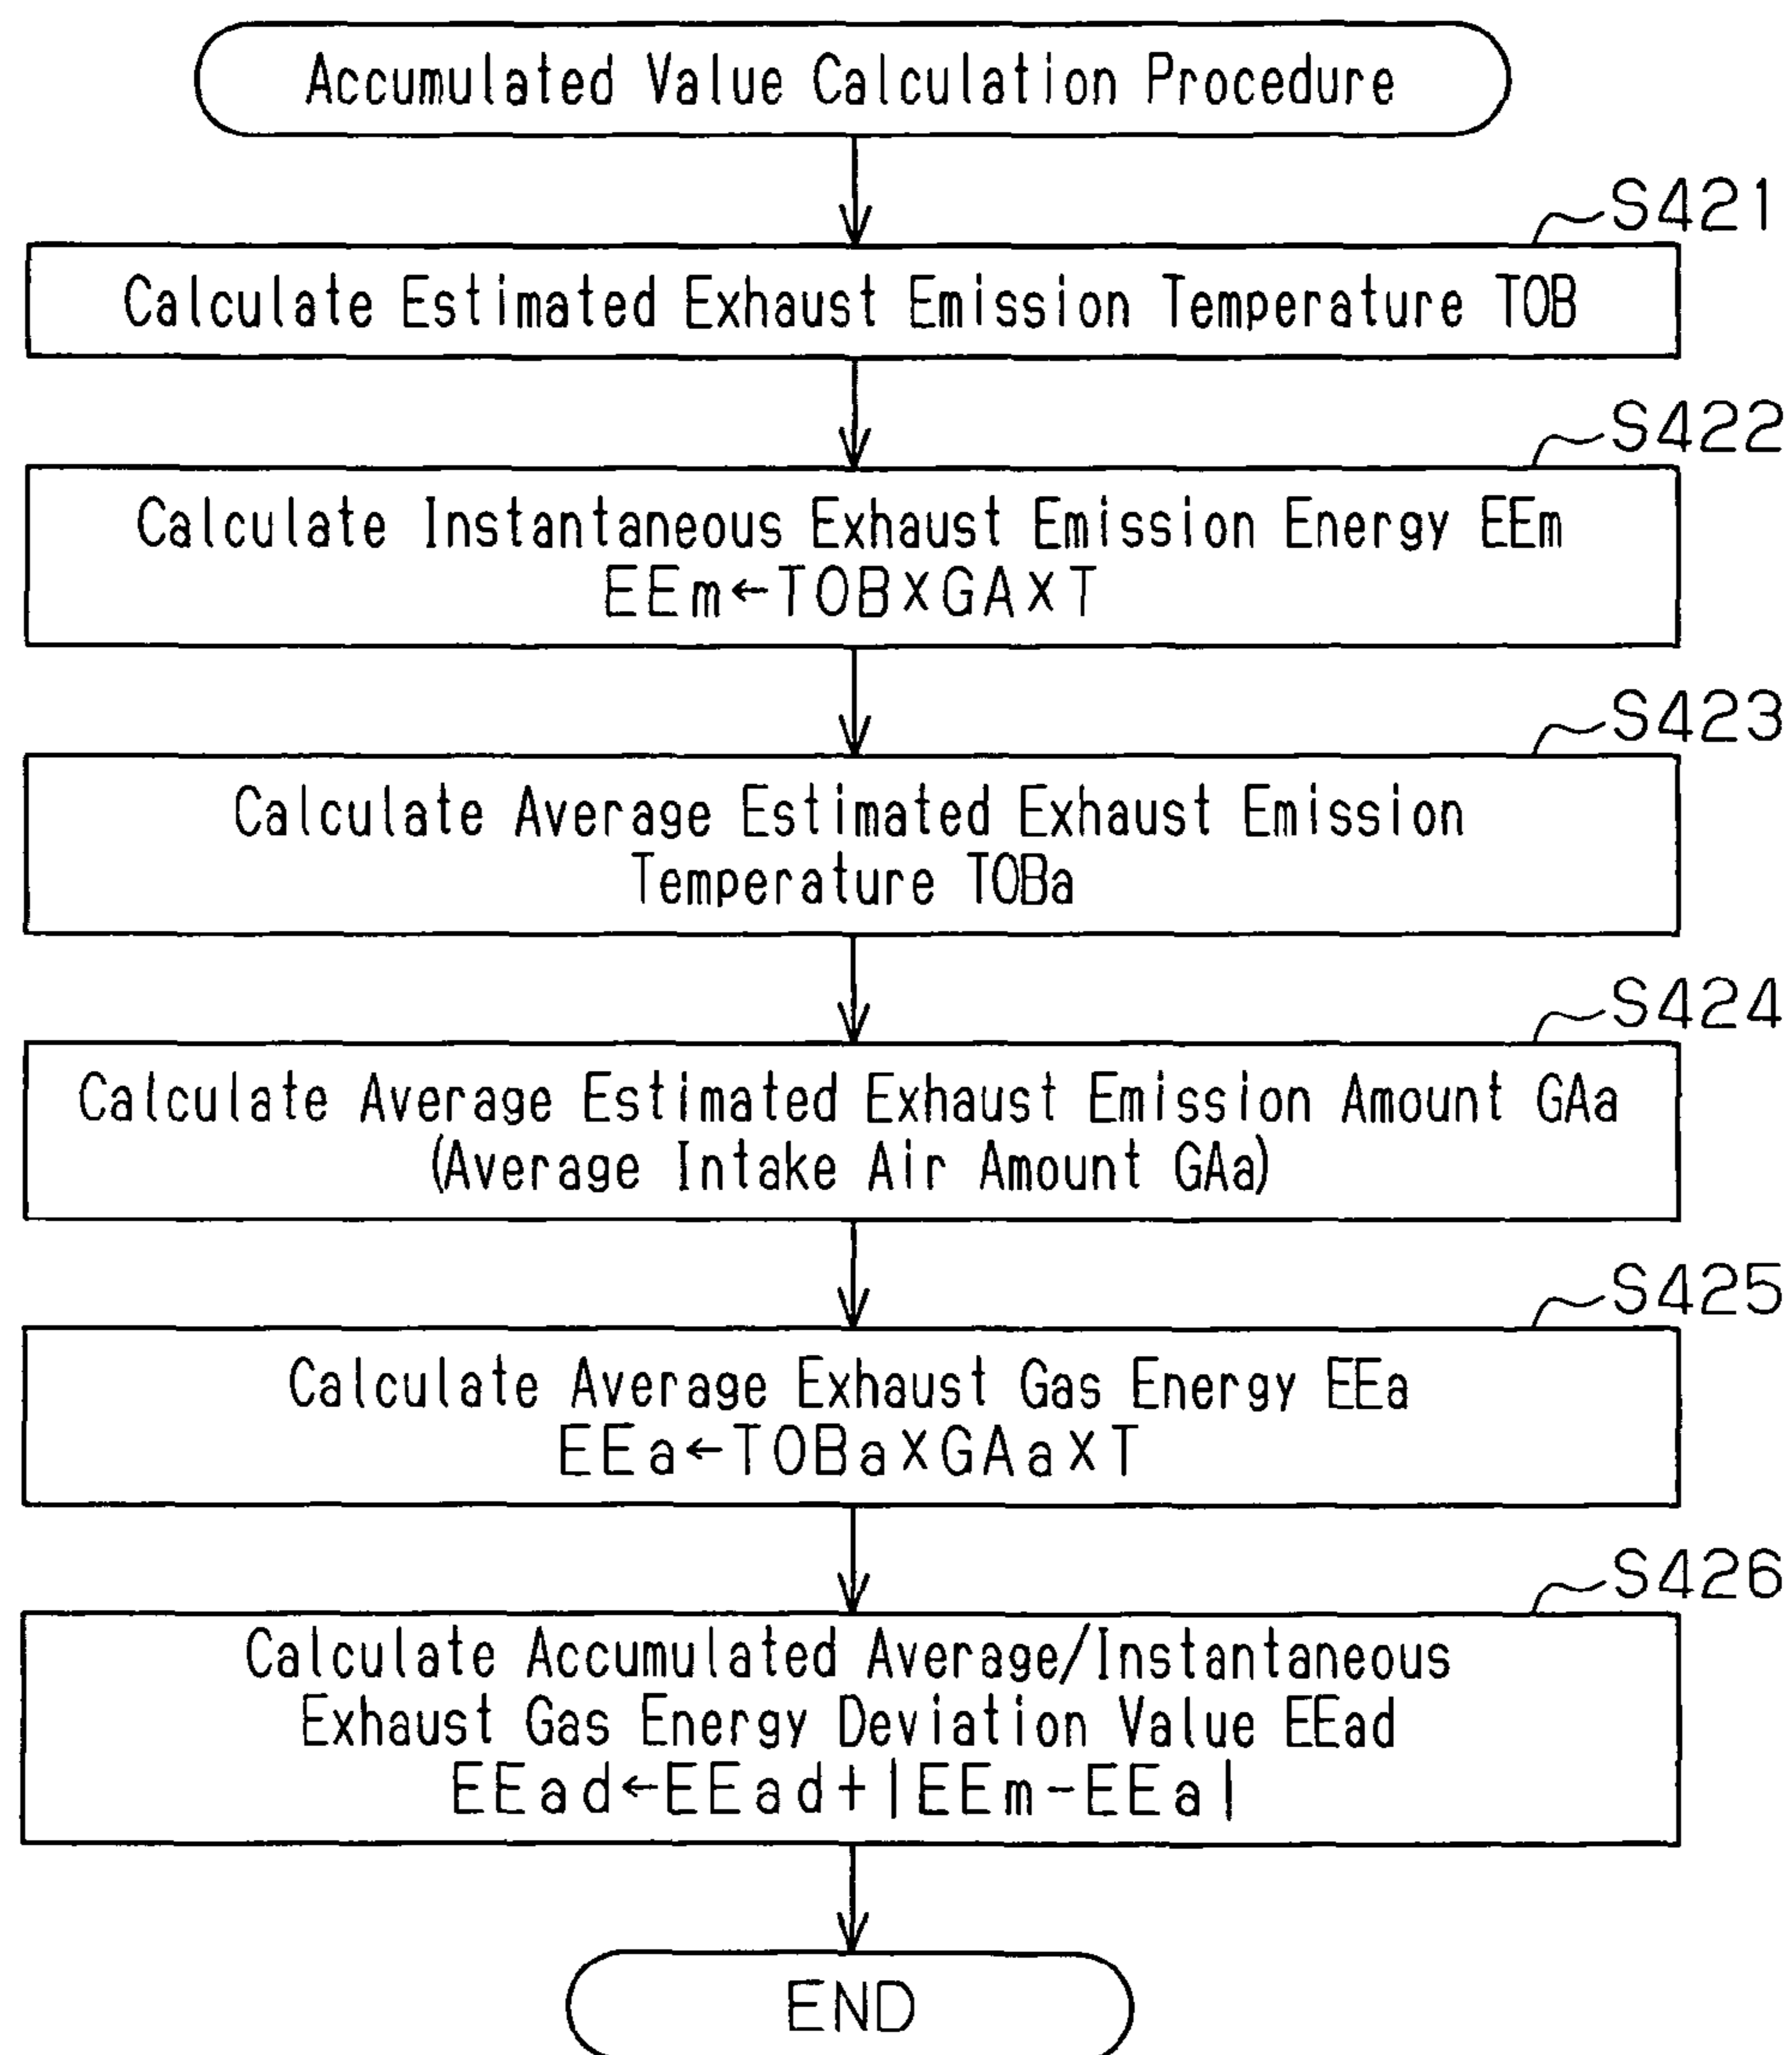 Accumulated Value Calculation Procedure
S421
Calculate Estimated Exhaust Emission Temperature TOB
S422
Calculate Instantaneous Exhaust Emission Energy EEm
EEm←TOB×GA×T
S423
Calculate Average Estimated Exhaust Emission
Temperature TOBa
S424
Calculate Average Estimated Exhaust Emission Amount GAa
(Average Intake Air Amount GAa)
S425
Calculate Average Exhaust Gas Energy EEa
EEa←TOBa×GAa×T
S426
Calculate Accumulated Average/Instantaneous
Exhaust Gas Energy Deviation Value EEad
EEad←EEad+|EEm-EEa|
END